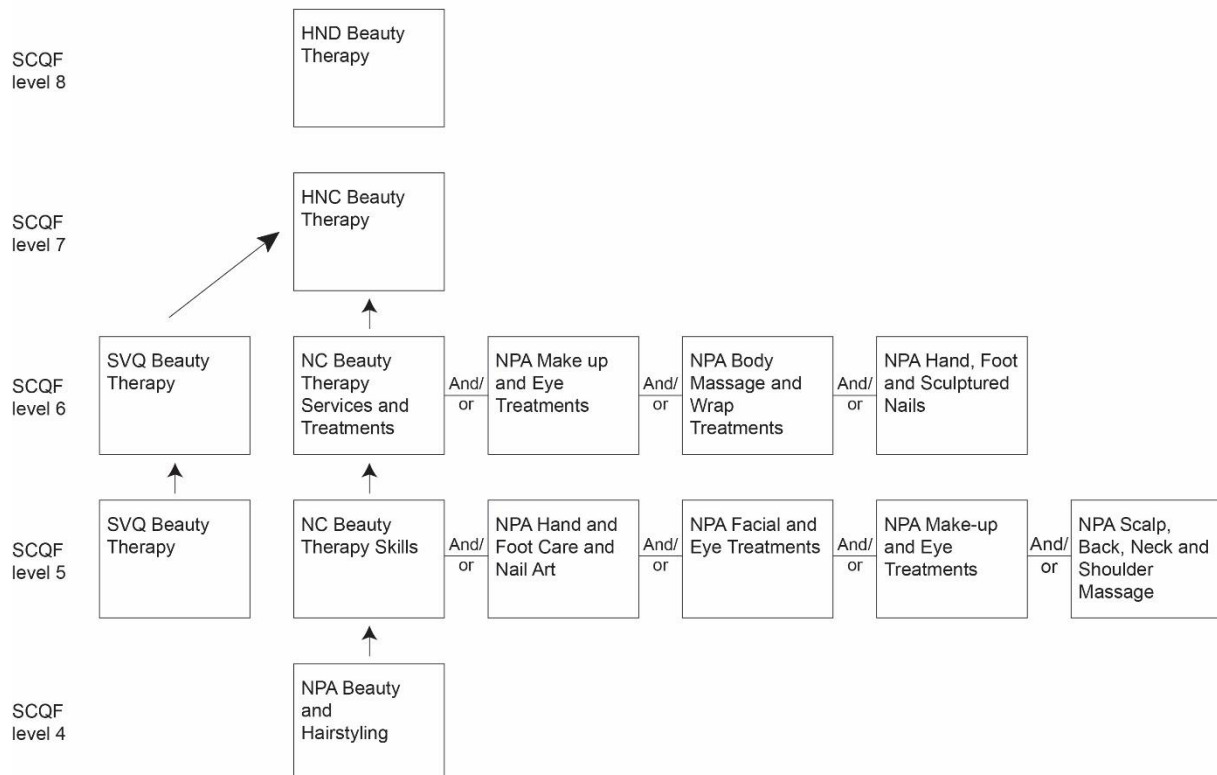 SCQF
level 8
HND Beauty
Therapy
SCQF
level 7
HNC Beauty
Therapy
SCQF
level 6
SVQ Beauty
Therapy
NC Beauty
Therapy
Services and
Treatments
And/
or
NPA Make up
and Eye
Treatments
And/
or
NPA Body
Massage and
Wrap
Treatments
And/
or
NPA Hand, Foot
and Sculptured
Nails
SCQF
level 5
SVQ Beauty
Therapy
NC Beauty
Therapy Skills
And/
or
NPA Hand and
Foot Care and
Nail Art
And/
or
NPA Facial and
Eye Treatments
And/
or
NPA Make-up
and Eye
Treatments
And/
or
NPA Scalp,
Back, Neck and
Shoulder
Massage
SCQF
level 4
NPA Beauty
and
Hairstyling